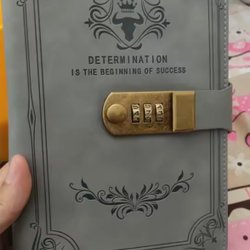 DETERMINATION
IS THE BEGINNING OF SUCCESS